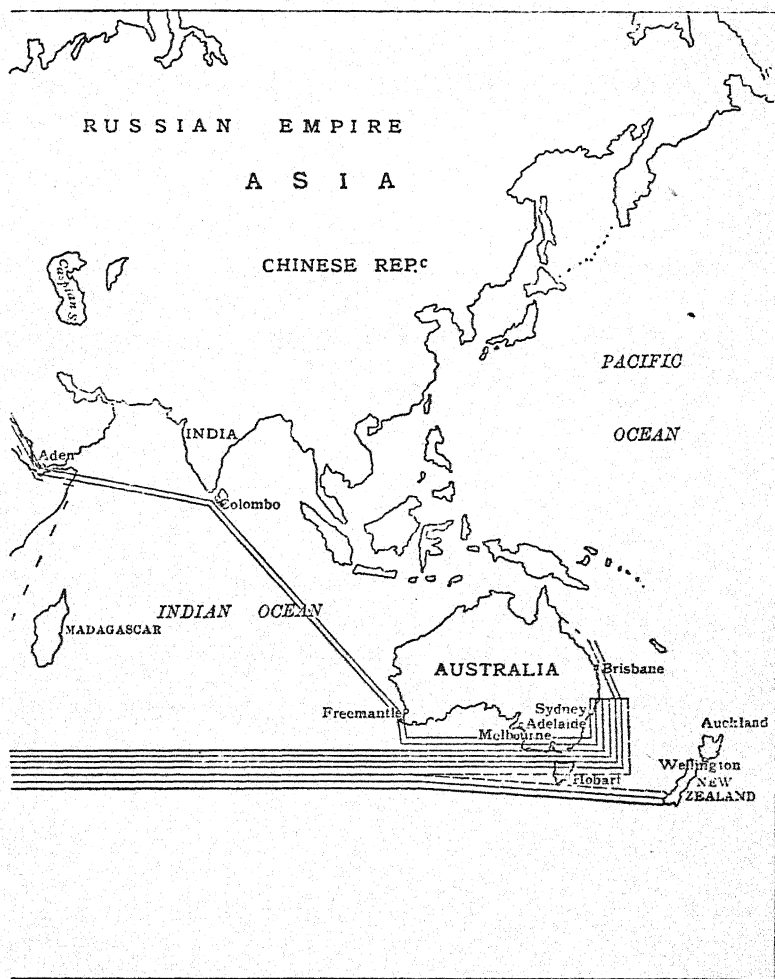 RUSSIAN EMPIRE
ASIA
CHINESE REP.c
Caspian S.
PACIFIC
OCEAN
INDIA
Aden
Colombo
INDIAN OCEAN
MADAGASCAR
AUSTRALIA
Brisbane
Freemantle
Sydney
Adelaide
Melbourne
Auckland
Wellington
Hobart
NEW
ZEALAND